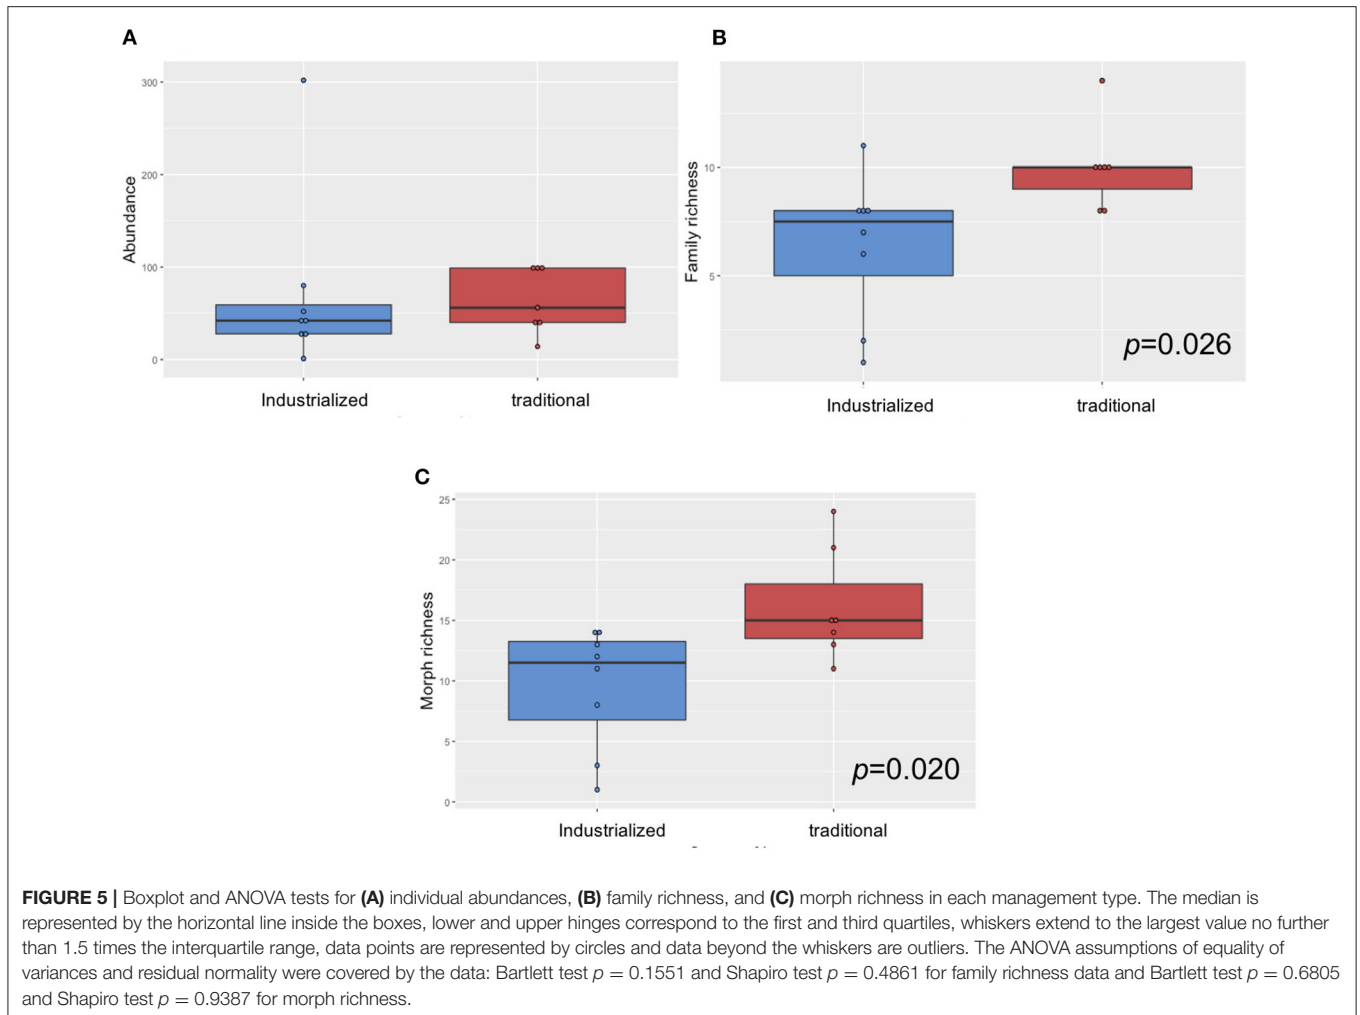 A
B
300
200
100
0
Abundance
Industrialized
traditional
10
5
Family richness
p=0.026
Industrialized
traditional
C
25
20
15
10
5
0
Morph richness
p=0.020
Industrialized
traditional
FIGURE 5 | Boxplot and ANOVA tests for (A) individual abundances, (B) family richness, and (C) morph richness in each management type. The median is
represented by the horizontal line inside the boxes, lower and upper hinges correspond to the first and third quartiles, whiskers extend to the largest value no further
than 1.5 times the interquartile range, data points are represented by circles and data beyond the whiskers are outliers. The ANOVA assumptions of equality of
variances and residual normality were covered by the data: Bartlett test p = 0.1551 and Shapiro test p = 0.4861 for family richness data and Bartlett test p = 0.6805
and Shapiro test p = 0.9387 for morph richness.